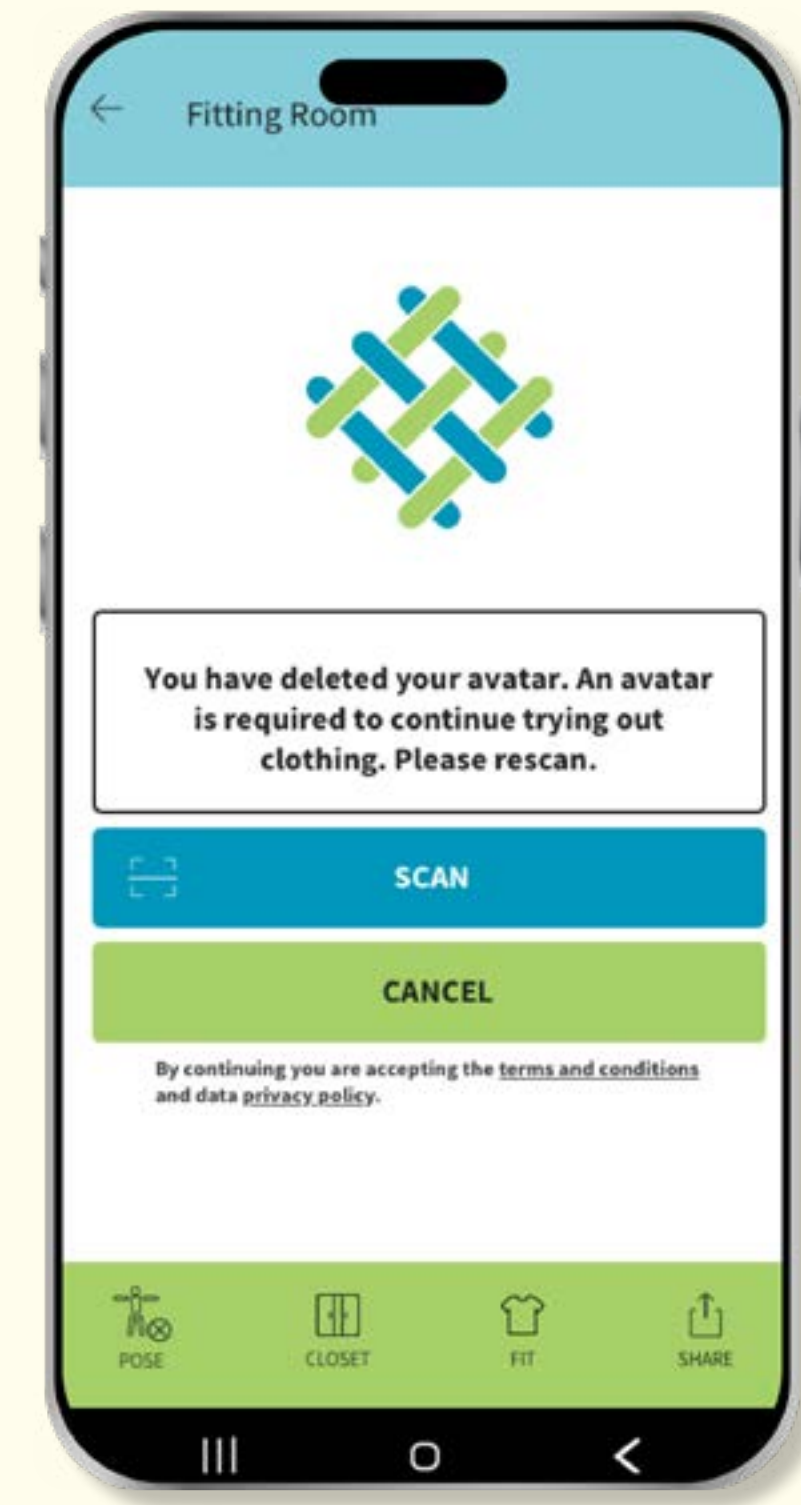 Fitting Room
You have deleted your avatar. An avatar
is required to continue trying out
clothing. Please rescan.
SCAN
CANCEL
By continuing you are accepting the terms and conditions
and data privacy policy.
POSE
CLOSET
FIT
SHARE